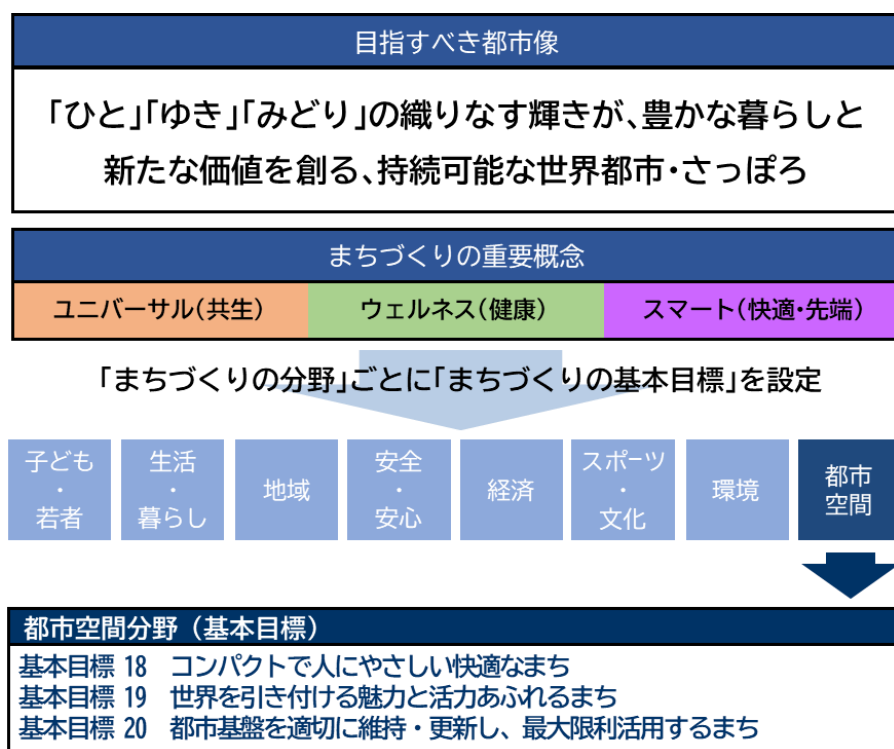 目指すべき都市像
「ひと」「ゆき」「みどり」の織りなす輝きが、豊かな暮らしと
新たな価値を創る、持続可能な世界都市・さっぽろ
まちづくりの重要概念
ユニバーサル(共生)
ウェルネス(健康)
スマート(快適・先端)
「まちづくりの分野」ごとに「まちづくりの基本目標」を設定
子ども
・
若者
生活
・
暮らし
地域
安全
・
安心
経済
スポーツ
・
文化
環境
都市
空間
都市空間分野（基本目標）
基本目標 18　コンパクトで人にやさしい快適なまち
基本目標 19　世界を引き付ける魅力と活力あふれるまち
基本目標 20　都市基盤を適切に維持・更新し、最大限利活用するまち